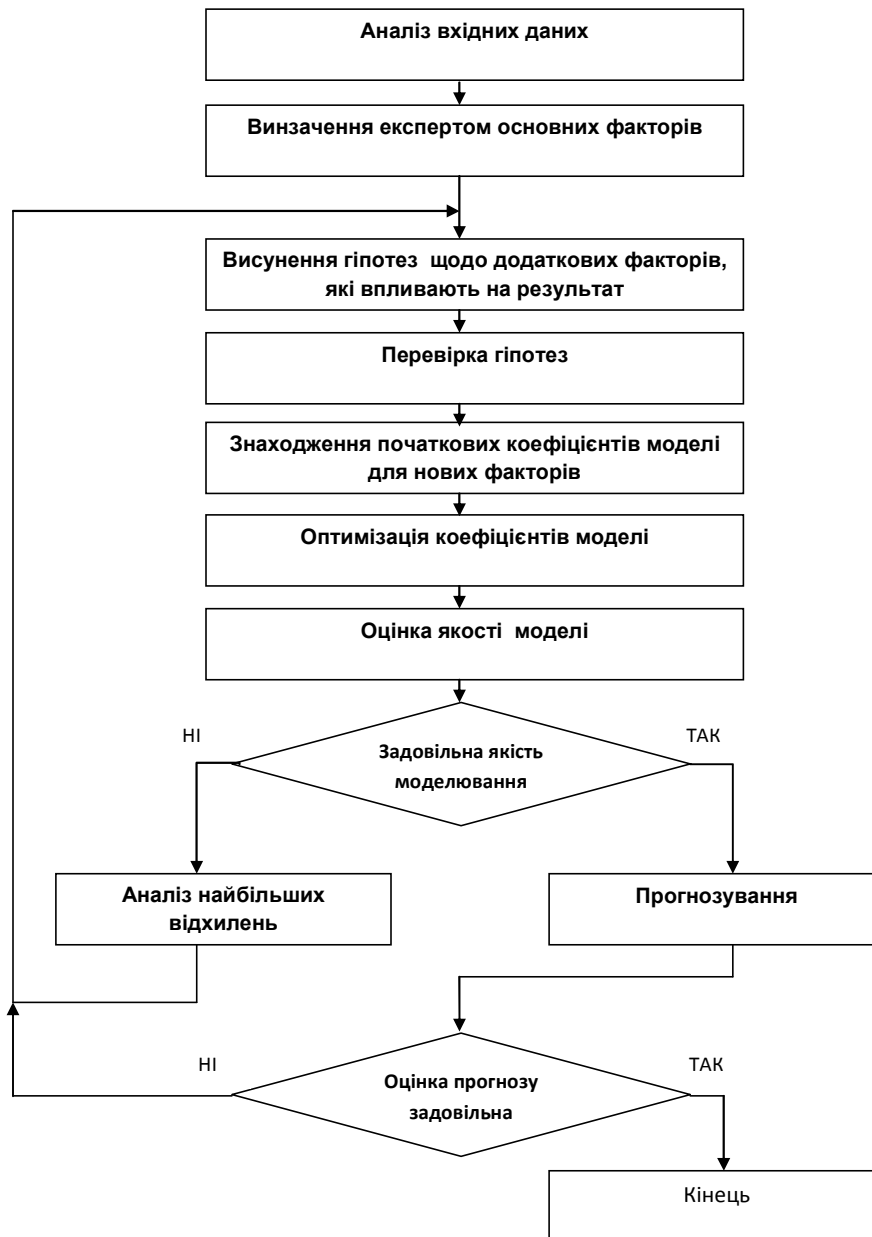 Аналіз вхідних даних
Винзачення експертом основних факторів
Висунення гіпотез  щодо додаткових факторів,
які впливають на результат
Перевірка гіпотез
Знаходження початкових коефіцієнтів моделі
для нових факторів
Оптимізація коефіцієнтів моделі
Оцінка якості  моделі
НІ
ТАК
Задовільна якість
моделювання
Аналіз найбільших
відхилень
Прогнозування
НІ
ТАК
Оцінка прогнозу
задовільна
Кінець